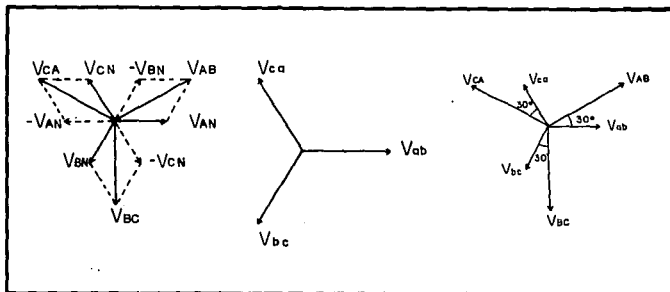 VCA VCN -VBN VAB
-VAN VAN
VBN -VCN
VBC
Vca
Vab
Vbc
VCA Vca VAB
30° 30°
Vab
Vbc 30
VBC